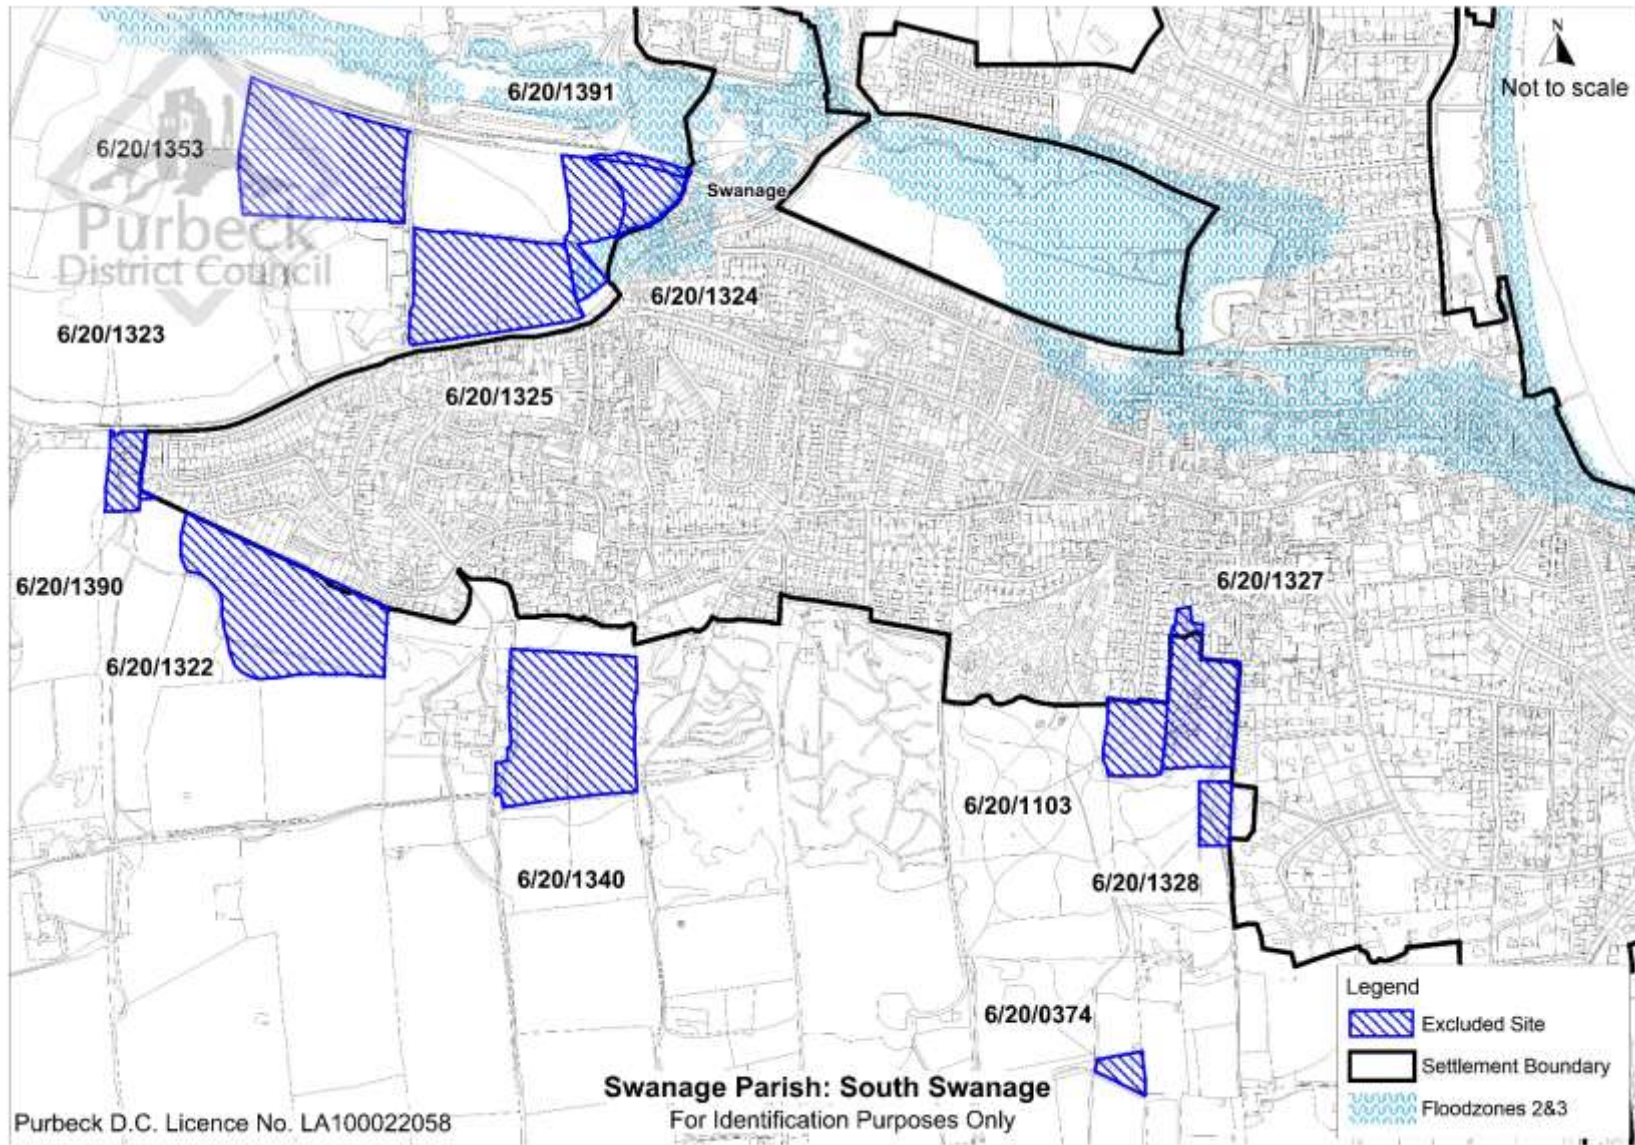 N
Not to scale
6/20/1391
6/20/1353
Swanage
Purbeck
District Council
6/20/1324
6/20/1323
6/20/1325
6/20/1327
6/20/1390
6/20/1322
6/20/1103
6/20/1340
6/20/1328
6/20/0374
Legend
Excluded Site
Settlement Boundary
Floodzones 2&3
Swanage Parish: South Swanage
For Identification Purposes Only
Purbeck D.C. Licence No. LA100022058